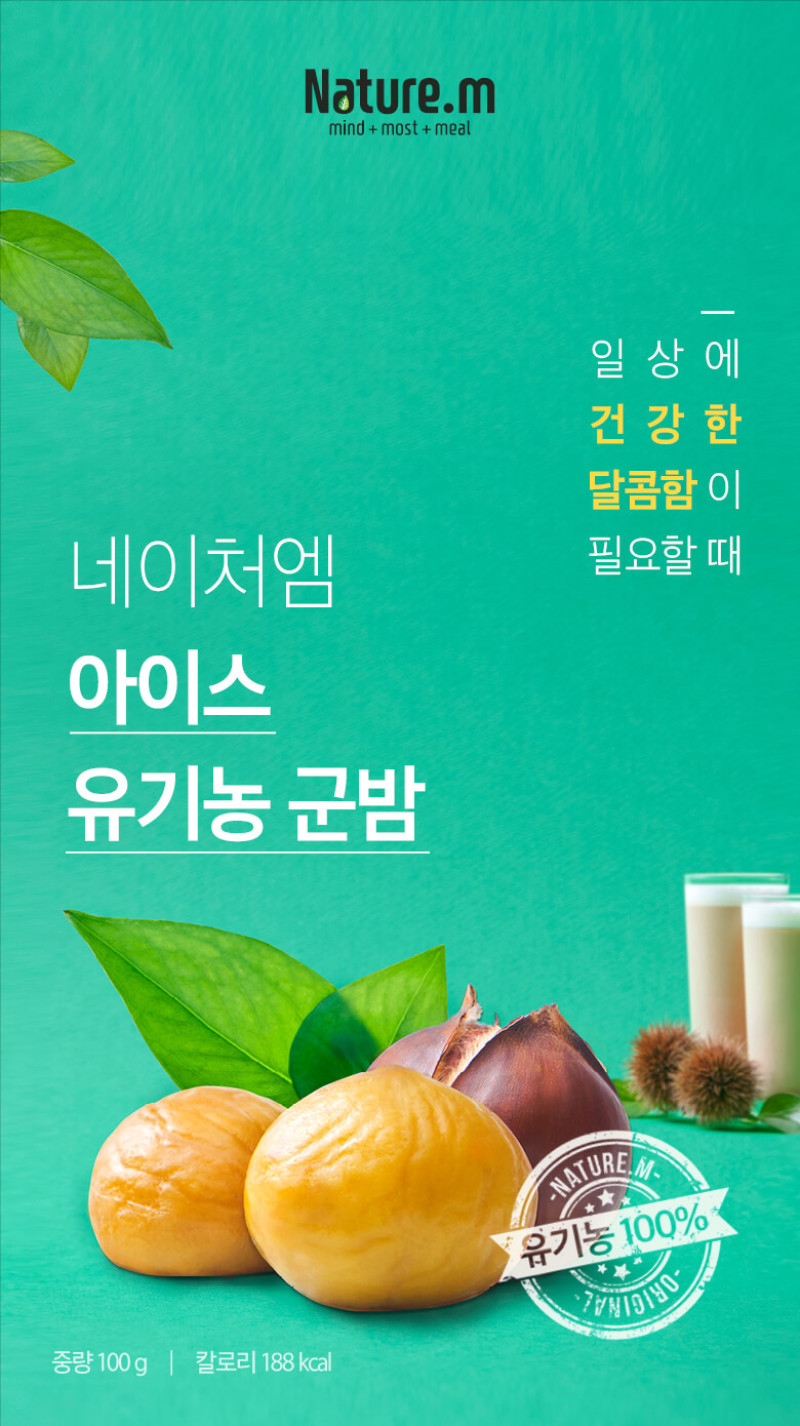 Nature.m
mind + most + meal
일상에
건강한
달콤함이
필요할 때
네이처엠
아이스
유기농 군밤
-NATURE.M-
유기농 100%
-ORIGINAL-
중량 100 g | 칼로리 188 kcal